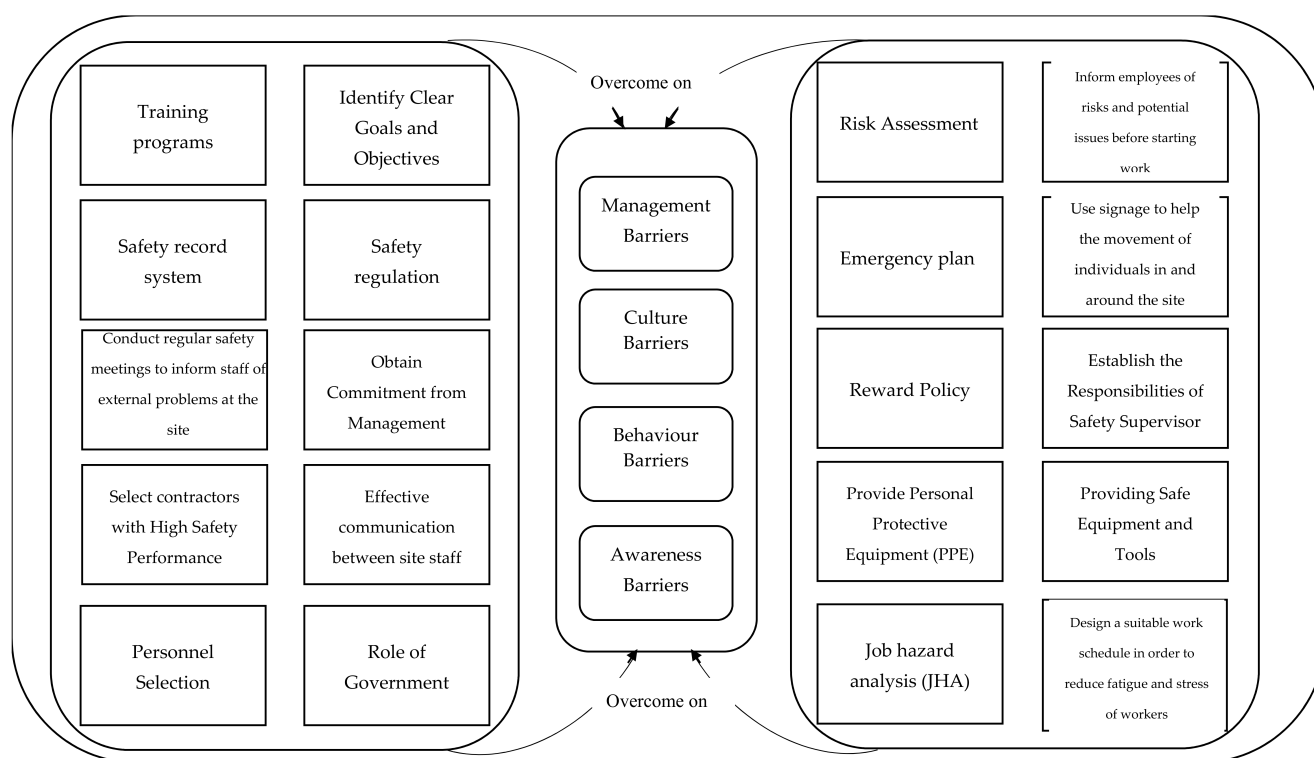 Training
programs
Identify Clear
Goals and
Objectives
Safety record
system
Safety
regulation
Conduct regular safety
meetings to inform staff of
external problems at the
site
Obtain
Commitment from
Management
Select contractors
with High Safety
Performance
Effective
communication
between site staff
Personnel
Selection
Role of
Government
Overcome on
Management
Barriers
Culture
Barriers
Behaviour
Barriers
Awareness
Barriers
Overcome on
Risk Assessment
Inform employees of
risks and potential
issues before starting
work
Emergency plan
Use signage to help
the movement of
individuals in and
around the site
Reward Policy
Establish the
Responsibilities of
Safety Supervisor
Provide Personal
Protective
Equipment (PPE)
Providing Safe
Equipment and
Tools
Job hazard
analysis (JHA)
Design a suitable work
schedule in order to
reduce fatigue and stress
of workers